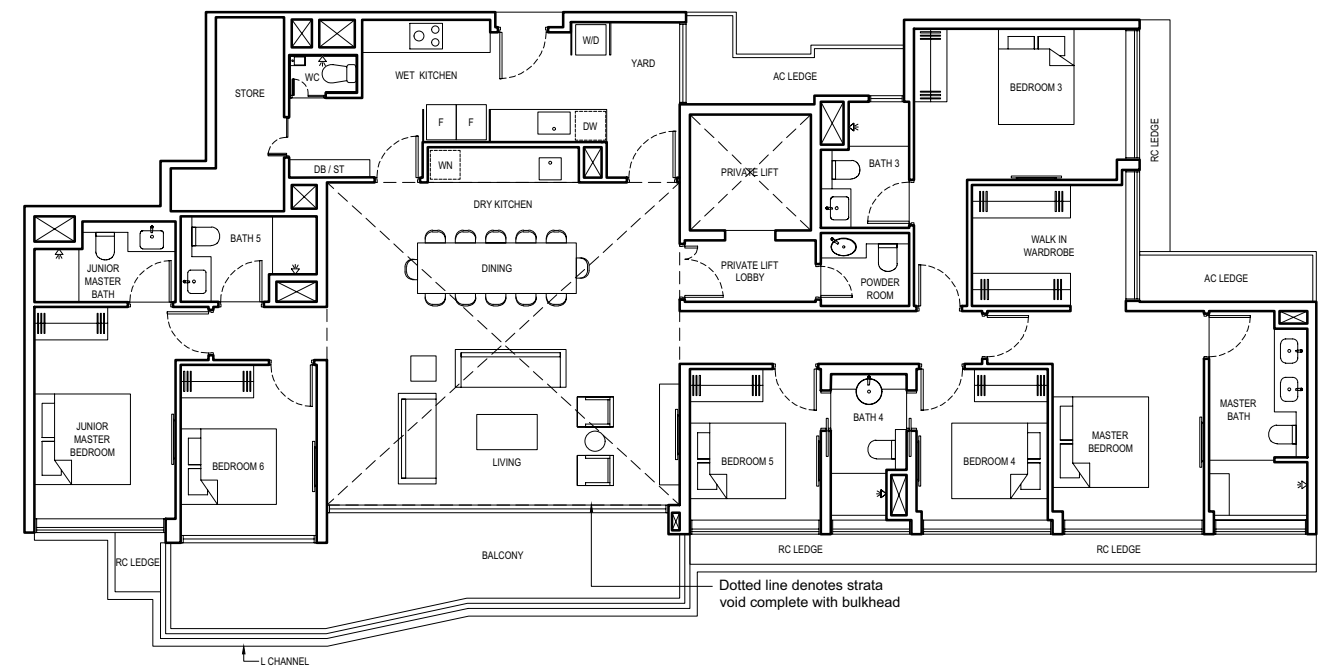 W/D
WET KITCHEN
YARD
WC
STORE
AC LEDGE
BEDROOM 3
F
F
DW
RC LEDGE
DB / ST
WN
PRIVATE LIFT
BATH 3
DRY KITCHEN
BATH 5
WALK IN
WARDROBE
JUNIOR
MASTER
BATH
DINING
PRIVATE LIFT
LOBBY
POWDER
ROOM
AC LEDGE
MASTER
BATH
BATH 4
JUNIOR
MASTER
BEDROOM
BEDROOM 6
LIVING
BEDROOM 5
BEDROOM 4
MASTER
BEDROOM
RC LEDGE
BALCONY
RC LEDGE
RC LEDGE
Dotted line denotes strata
void complete with bulkhead
L CHANNEL